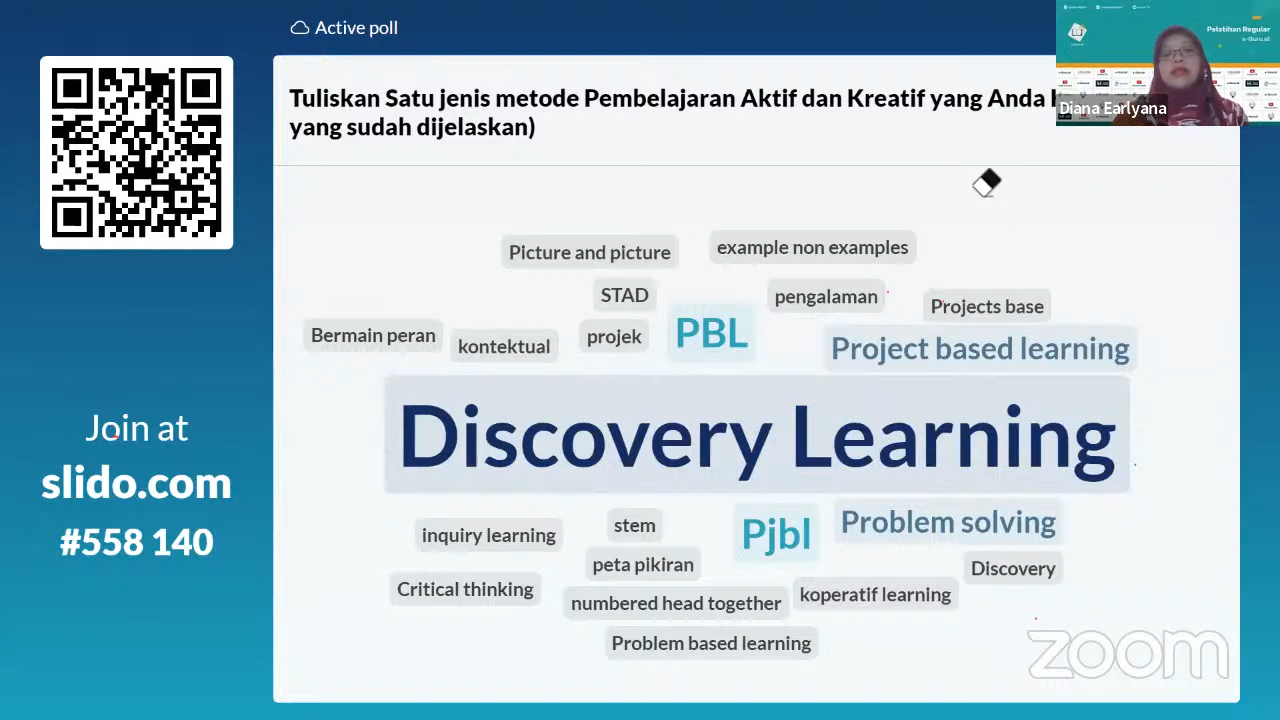 Active poll
Tuliskan Satu jenis metode Pembelajaran Aktif dan Kreatif yang Anda
yang sudah dijelaskan)
Pelatihan Regular
e-Guru.id
Diana Earlyana
Picture and picture
example non examples
STAD
pengalaman
Projects base
Bermain peran
kontektual
projek
PBL
Project based learning
Discovery Learning
inquiry learning
stem
Pjbl
Problem solving
peta pikiran
Discovery
Critical thinking
numbered head together
koperatif learning
Problem based learning
Join at
slido.com
#558 140
zoom